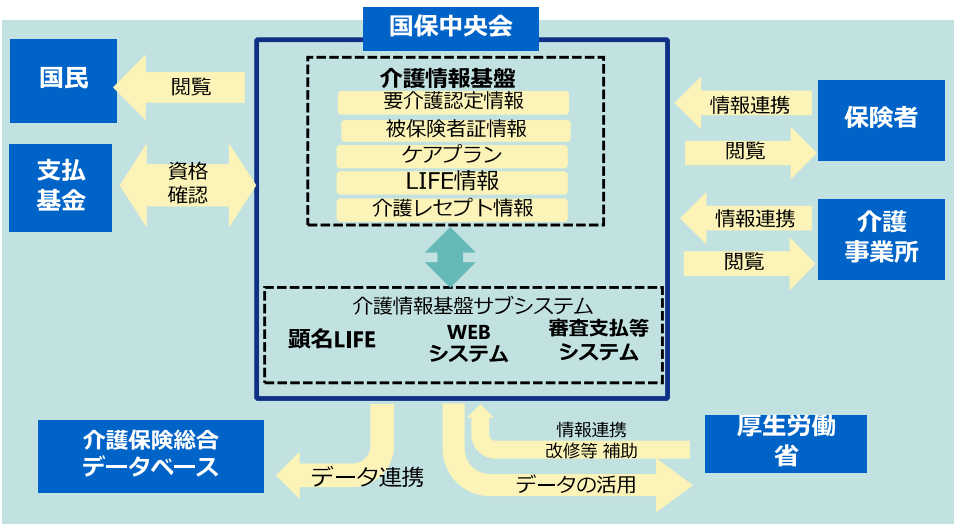 国保中央会
国民
閲覧
支払
基金
資格
確認
介護情報基盤
要介護認定情報
被保険者証情報
ケアプラン
LIFE情報
介護レセプト情報
情報連携
閲覧
保険者
情報連携
閲覧
介護
事業所
介護情報基盤サブシステム
顕名LIFE
WEB
システム
審査支払等
システム
介護保険総合
データベース
データ連携
情報連携
改修等 補助
データの活用
厚生労働
省